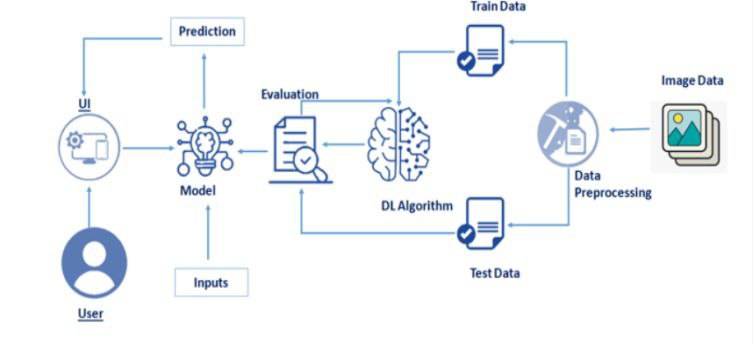 Train Data
Prediction
Image Data
Evaluation
UI
Data
Preprocessing
Model
DL Algorithm
Inputs
Test Data
User